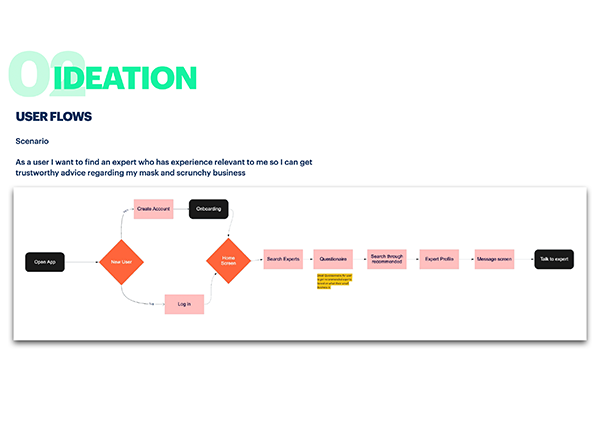 02
IDEATION
USER FLOWS
Scenario
As a user I want to find an expert who has experience relevant to me so I can get
trustworthy advice regarding my mask and scrunchy business
Create Account
Onboarding
Open App
New User
Home
Screen
Search Experts
Questionaire
Search through
recommended
Expert Profile
Message screen
Talk to expert
Log in